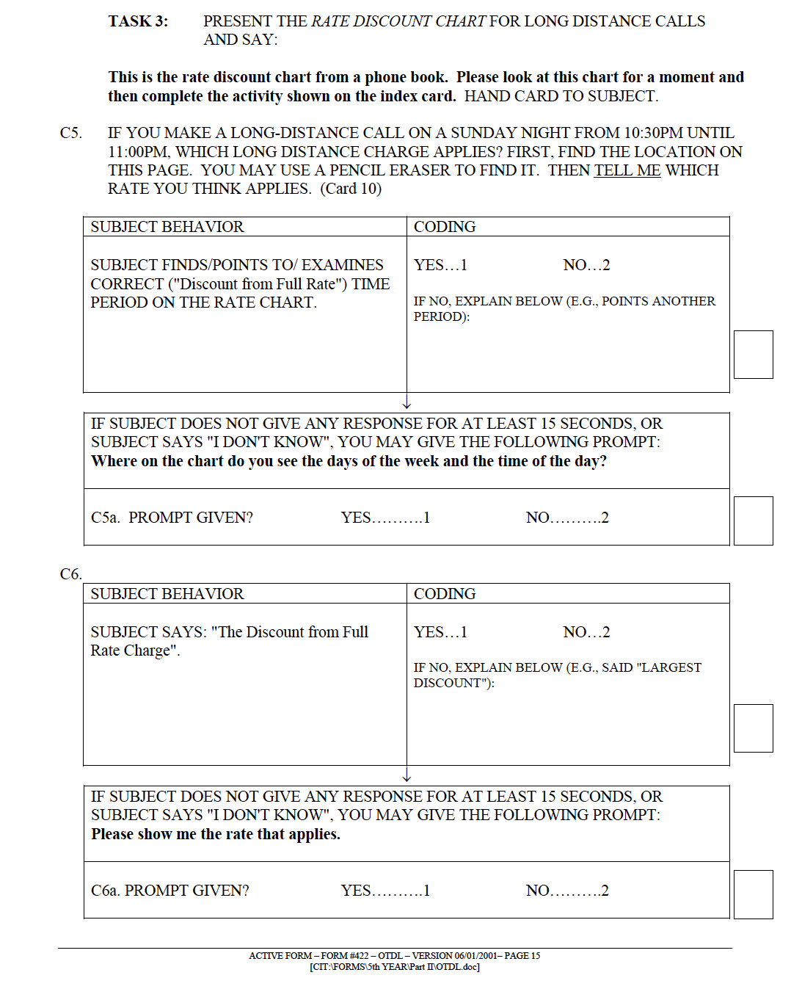 TASK 3: PRESENT THE RATE DISCOUNT CHART FOR LONG DISTANCE CALLS
AND SAY:
This is the rate discount chart from a phone book. Please look at this chart for a moment and
then complete the activity shown on the index card. HAND CARD TO SUBJECT.
C5. IF YOU MAKE A LONG-DISTANCE CALL ON A SUNDAY NIGHT FROM 10:30PM UNTIL
11:00PM, WHICH LONG DISTANCE CHARGE APPLIES? FIRST, FIND THE LOCATION ON
THIS PAGE. YOU MAY USE A PENCIL ERASER TO FIND IT. THEN TELL ME WHICH
RATE YOU THINK APPLIES. (Card 10)
SUBJECT BEHAVIOR CODING
SUBJECT FINDS/POINTS TO/ EXAMINES
CORRECT ("Discount from Full Rate") TIME
PERIOD ON THE RATE CHART.
YES…1 NO…2
IF NO, EXPLAIN BELOW (E.G., POINTS ANOTHER
PERIOD):
↓
IF SUBJECT DOES NOT GIVE ANY RESPONSE FOR AT LEAST 15 SECONDS, OR
SUBJECT SAYS "I DON'T KNOW", YOU MAY GIVE THE FOLLOWING PROMPT:
Where on the chart do you see the days of the week and the time of the day?
C5a. PROMPT GIVEN? YES……….1 NO……….2
C6.
SUBJECT BEHAVIOR CODING
SUBJECT SAYS: "The Discount from Full
Rate Charge".
YES…1 NO…2
IF NO, EXPLAIN BELOW (E.G., SAID "LARGEST
DISCOUNT"):
↓
IF SUBJECT DOES NOT GIVE ANY RESPONSE FOR AT LEAST 15 SECONDS, OR
SUBJECT SAYS "I DON'T KNOW", YOU MAY GIVE THE FOLLOWING PROMPT:
Please show me the rate that applies.
C6a. PROMPT GIVEN? YES……….1 NO……….2
ACTIVE FORM – FORM #422 – OTDL – VERSION 06/01/2001– PAGE 15
[CIT:\FORMS\5th YEAR\Part II\OTDL.doc]